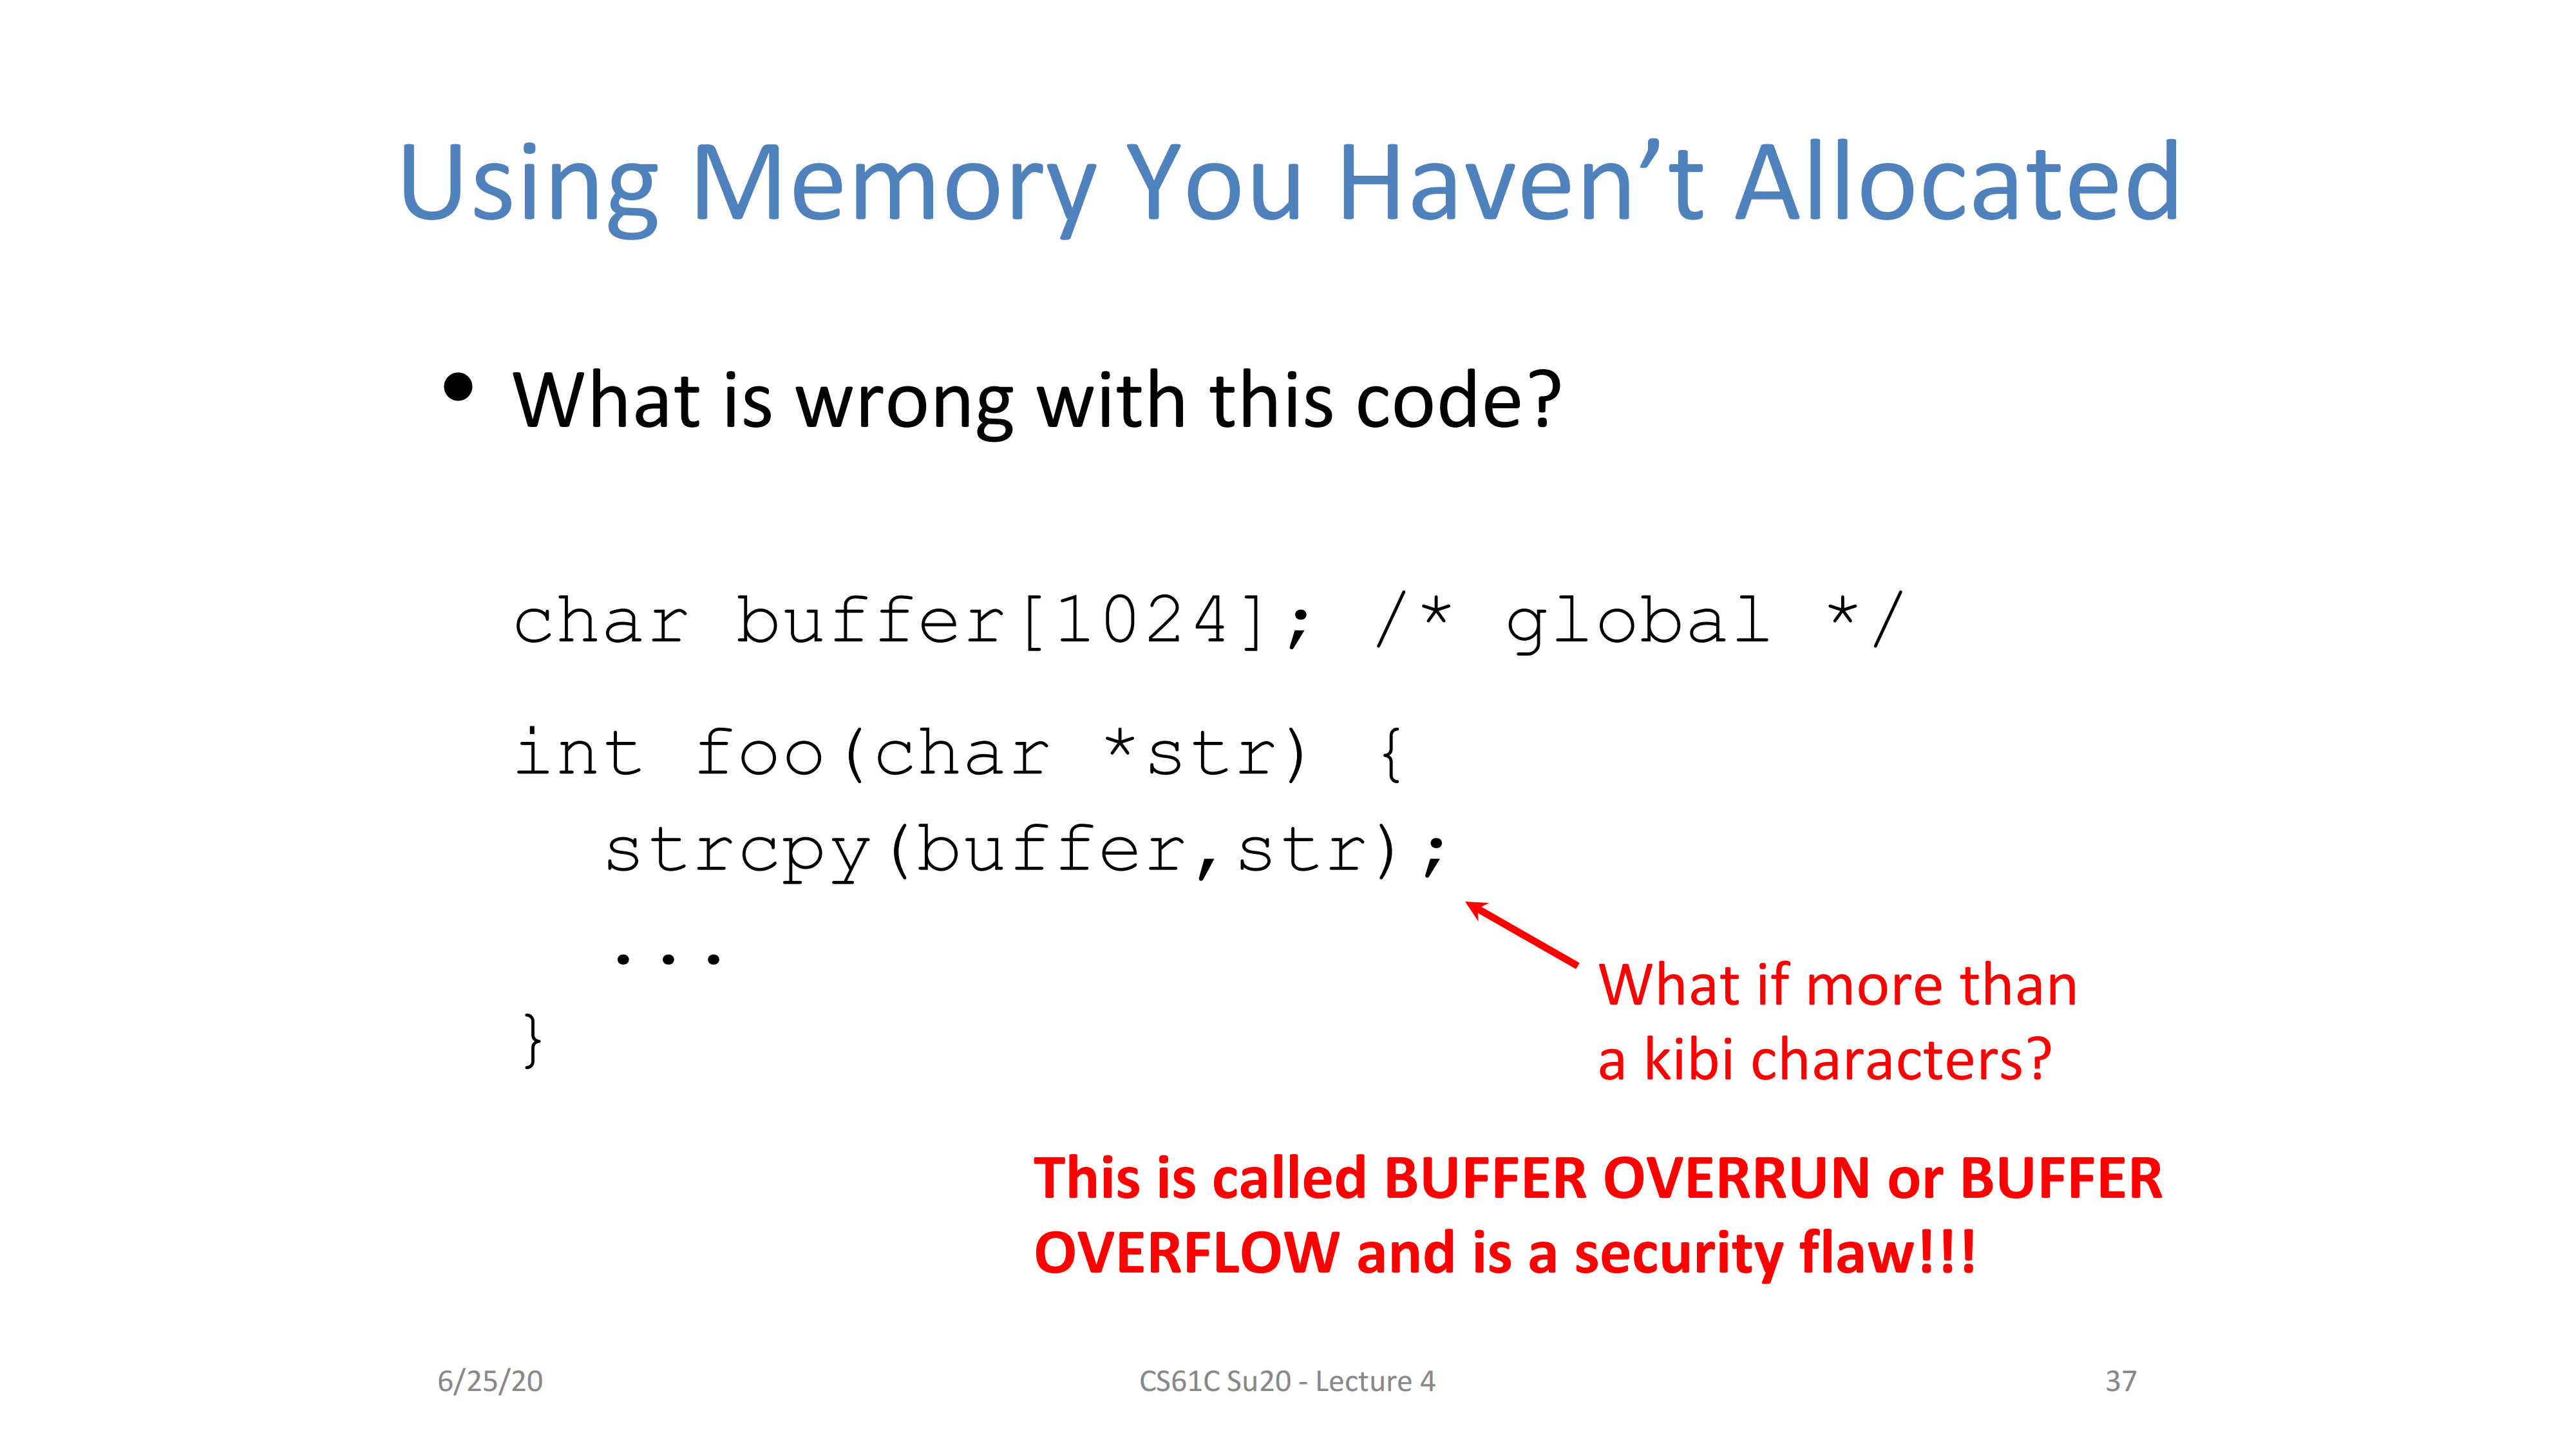 Using Memory You Haven’t Allocated
• What is wrong with this code?
char buffer[1024]; /* global */
int foo(char *str) {
  strcpy(buffer,str);
  ...
}
What if more than
a kibi characters?
This is called BUFFER OVERRUN or BUFFER
OVERFLOW and is a security flaw!!!
6/25/20
CS61C Su20 - Lecture 4
37